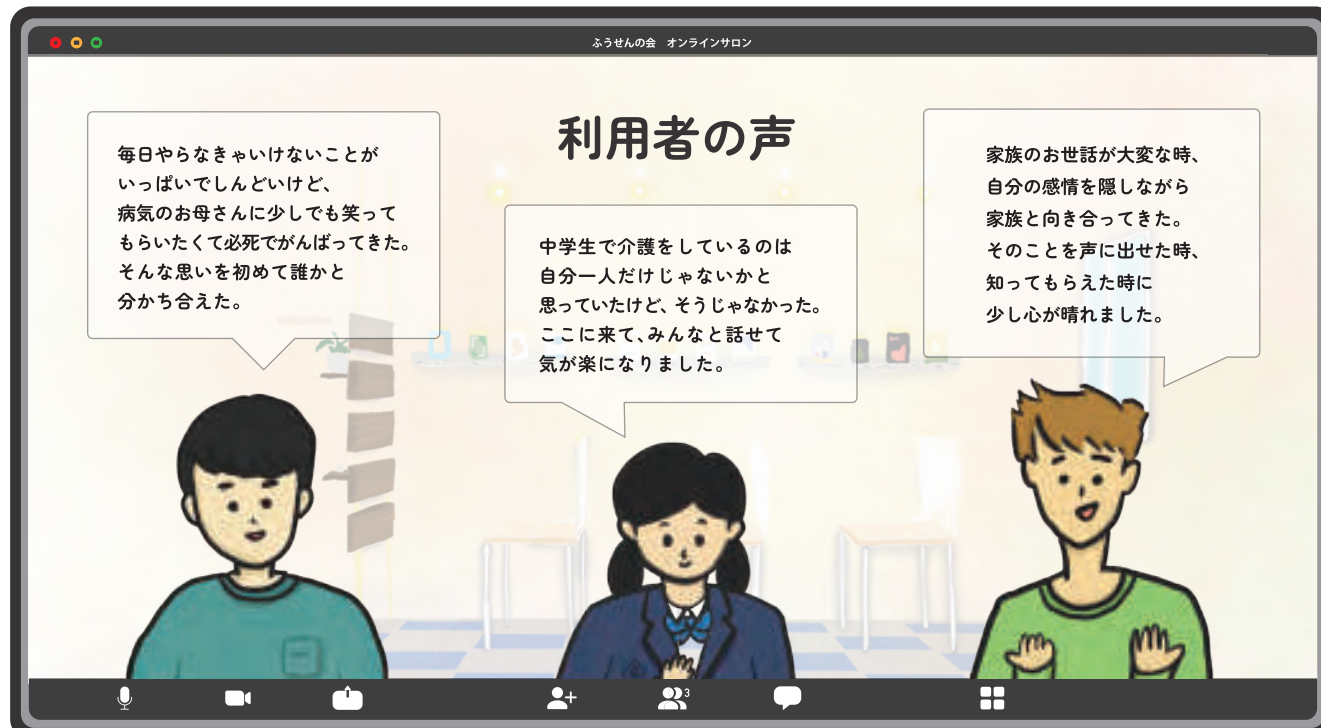 ふうせんの会　オンラインサロン
利用者の声
毎日やらなきゃいけないことが
いっぱいでしんどいけど、
病気のお母さんに少しでも笑って
もらいたくて必死でがんばってきた。
そんな思いを初めて誰かと
分かち合えた。
中学生で介護をしているのは
自分一人だけじゃないかと
思っていたけど、そうじゃなかった。
ここに来て、みんなと話せて
気が楽になりました。
家族のお世話が大変な時、
自分の感情を隠しながら
家族と向き合ってきた。
そのことを声に出せた時、
知ってもらえた時に
少し心が晴れました。
3